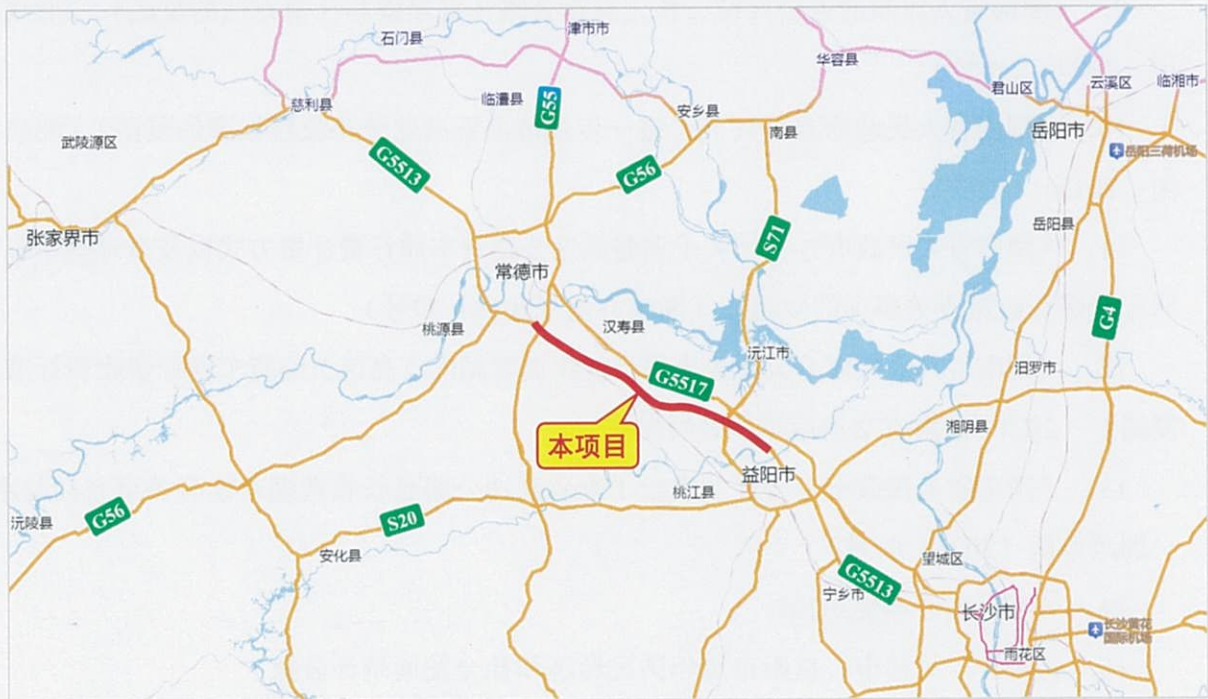 石门县
津市市
华容县
君山区
云溪区
临湘市
慈利县
临澧县
G55
安乡县
南县
岳阳市
武陵源区
G5513
G56
岳阳三荷机场
张家界市
S71
岳阳县
常德市
桃源县
汉寿县
沅江市
G4
汨罗市
G5517
本项目
湘阴县
益阳市
桃江县
沅陵县
G56
S20
安化县
望城区
G5513
宁乡市
长沙市
长沙黄花
国际机场
雨花区